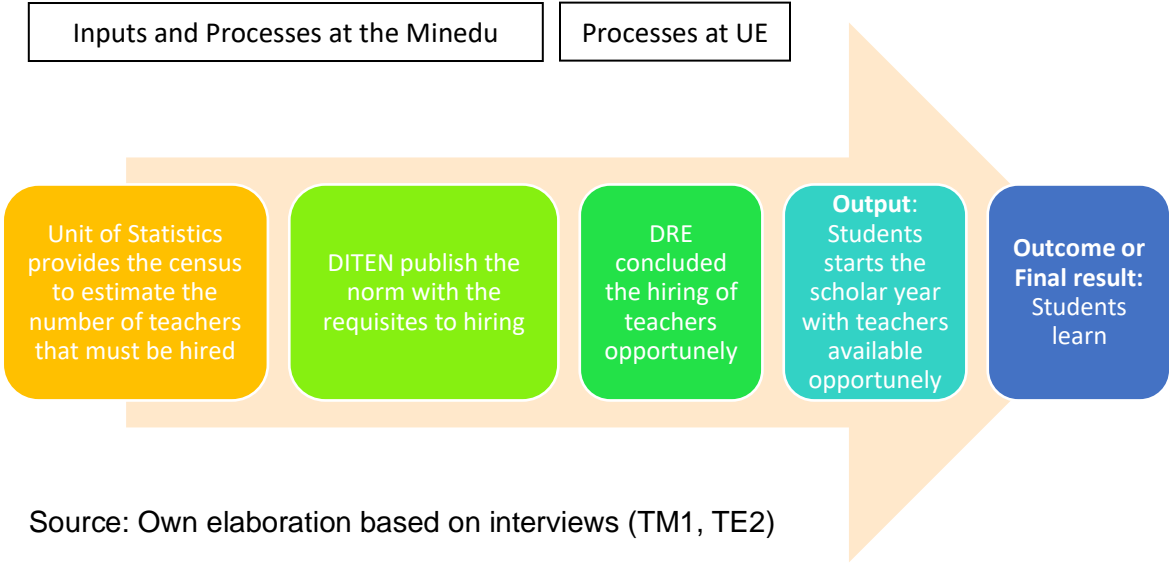 Inputs and Processes at the Minedu
Processes at UE
Unit of Statistics
provides the census
to estimate the
number of teachers
that must be hired
DITEN publish the
norm with the
requisites to hiring
DRE
concluded
the hiring of
teachers
opportunely
Output:
Students
starts the
scholar year
with teachers
available
opportunely
Outcome or
Final result:
Students
learn
Source: Own elaboration based on interviews (TM1, TE2)